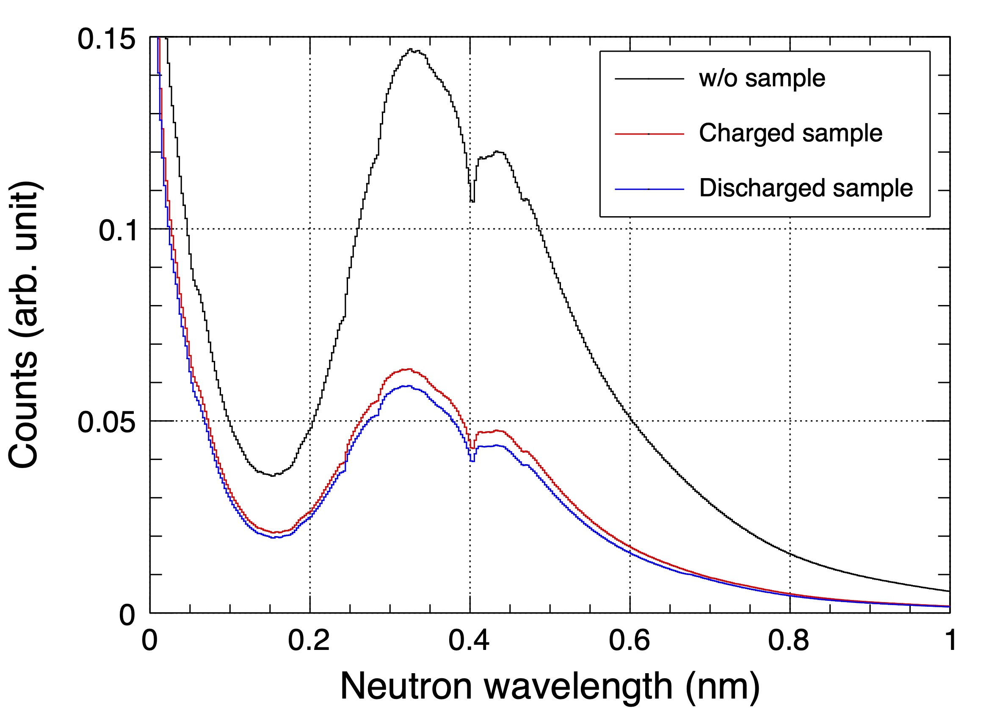 0.15
0.1
0.05
0
Counts (arb. unit)
w/o sample
Charged sample
Discharged sample
0 0.2 0.4 0.6 0.8 1
Neutron wavelength (nm)